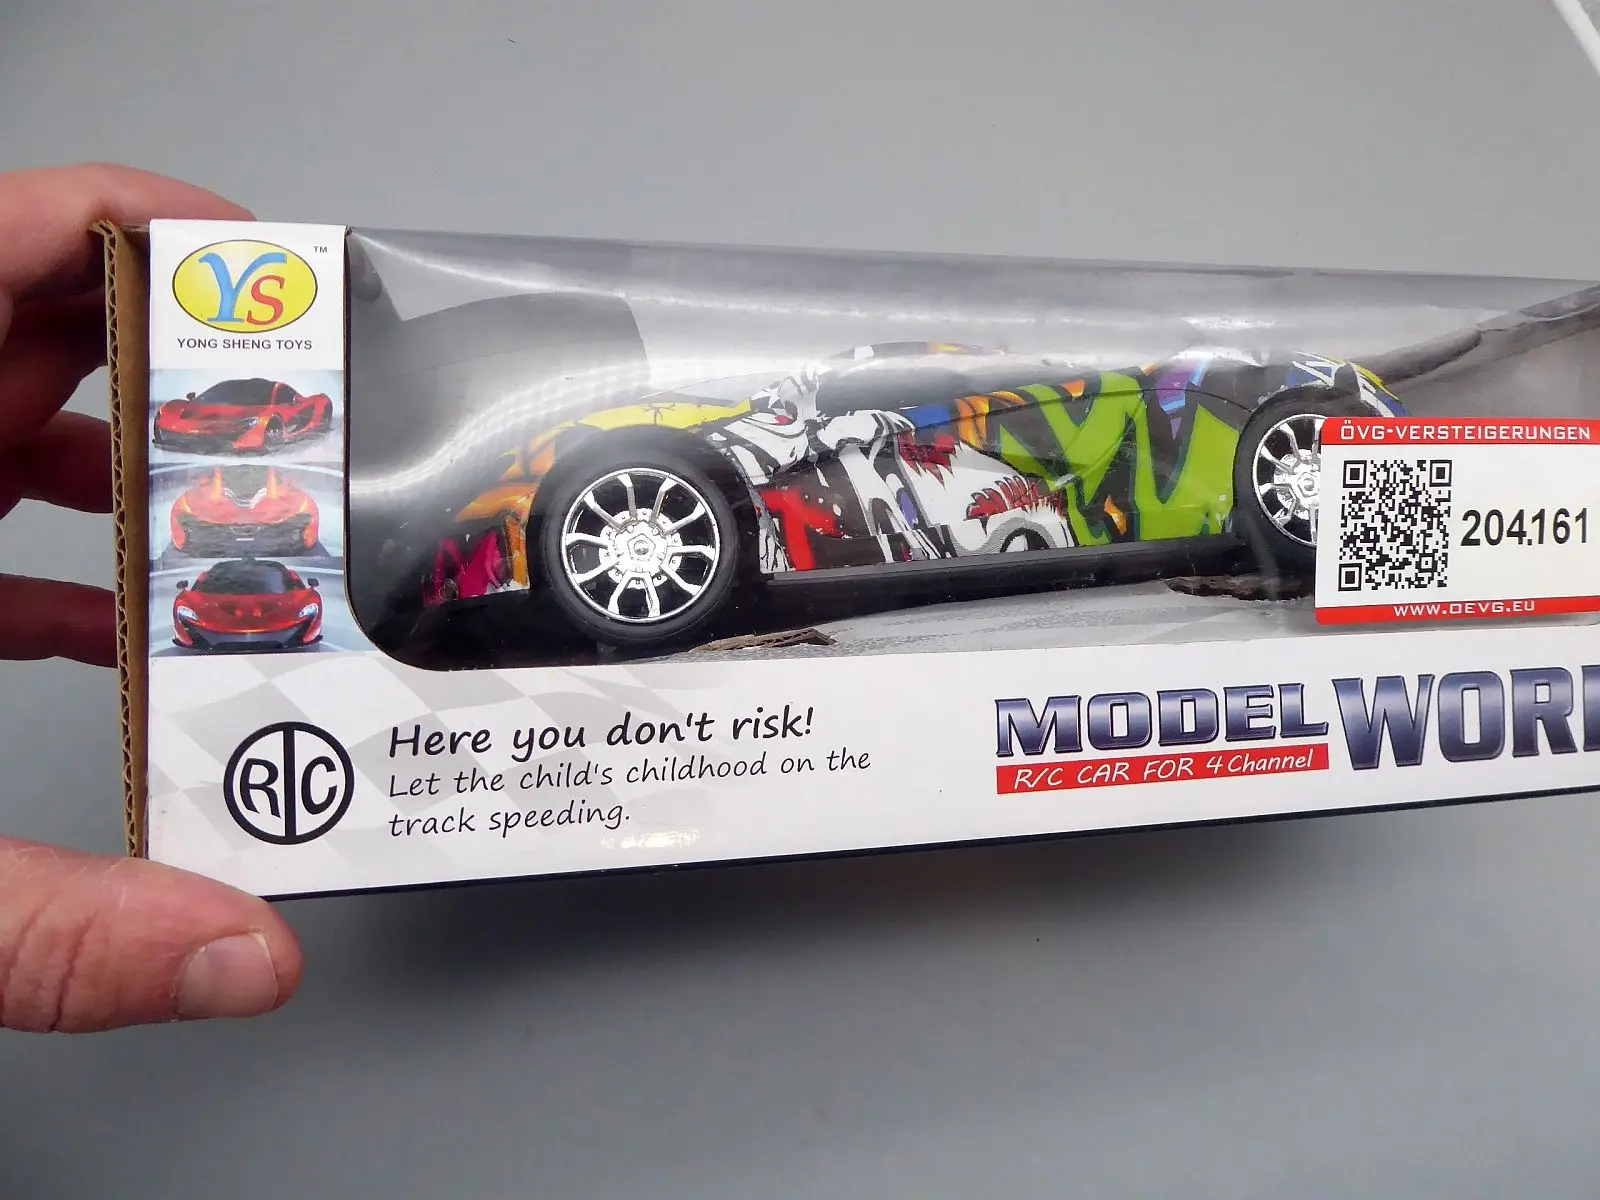 YS
TM
YONG SHENG TOYS
ÖVG-VERSTEIGERUNGEN
204.161
WWW.OEVG.EU
R/C
Here you don't risk!
Let the child's childhood on the
track speeding.
MODEL WORL
R/C CAR FOR 4 Channel